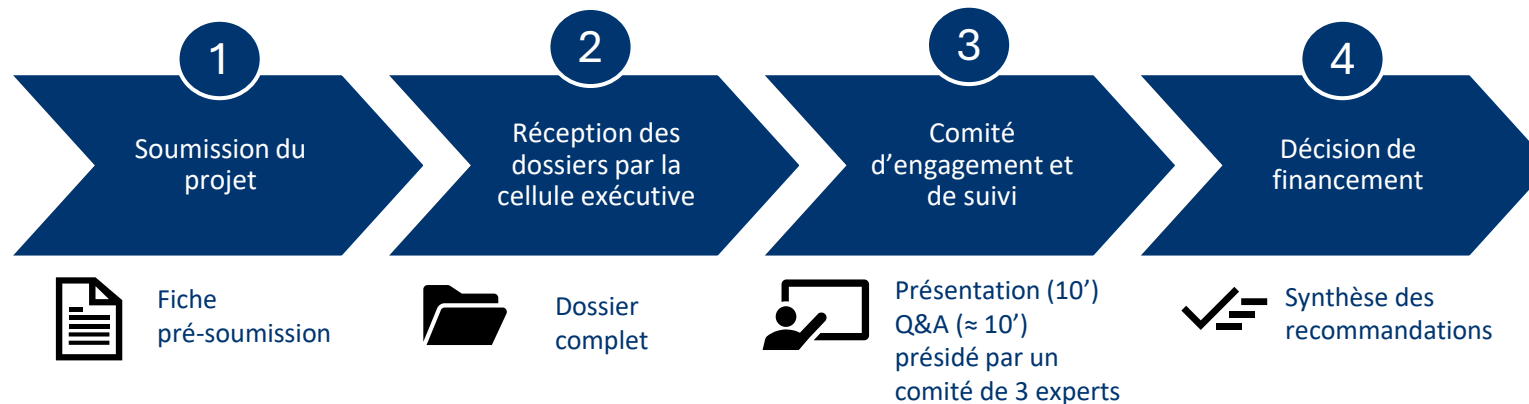 1
Soumission du
projet
Fiche
pré-soumission
2
Réception des
dossiers par la
cellule exécutive
Dossier
complet
3
Comité
d’engagement et
de suivi
Présentation (10’)
Q&A (≈ 10’)
présidé par un
comité de 3 experts
4
Décision de
financement
Synthèse des
recommandations